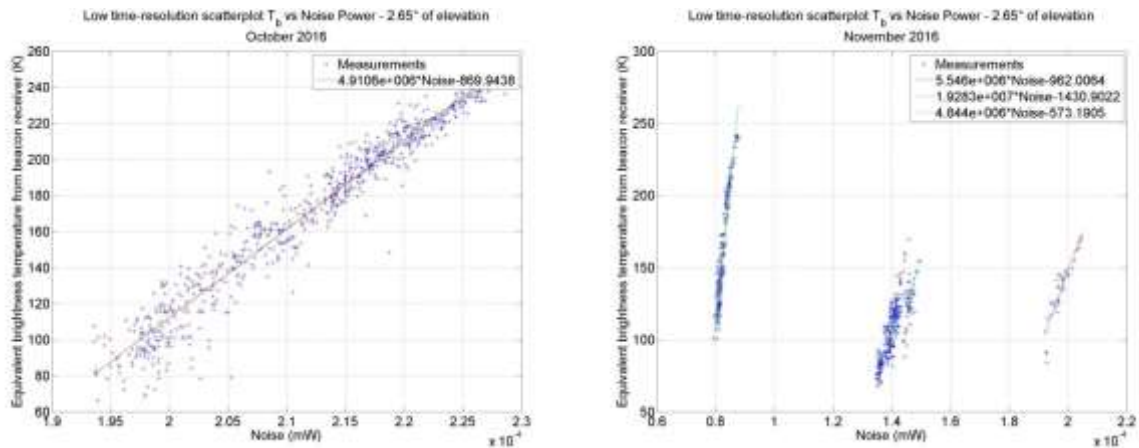 Low time-resolution scatterplot Tb vs Noise Power - 2.65° of elevation
October 2016
Equivalent brightness temperature from beacon receiver (K)
260
240
220
200
180
160
140
120
100
80
60
Measurements
4.9106e+006*Noise-869.9438
1.9
1.95
2
2.05
2.1
2.15
2.2
2.25
2.3
Noise (mW)
x 10-4
Low time-resolution scatterplot Tb vs Noise Power - 2.65° of elevation
November 2016
Equivalent brightness temperature from beacon receiver (K)
300
250
200
150
100
50
Measurements
5.546e+006*Noise-962.0064
1.9283e+007*Noise-1430.9022
4.844e+006*Noise-573.1905
0.6
0.8
1
1.2
1.4
1.6
1.8
2
2.2
Noise (mW)
x 10-4